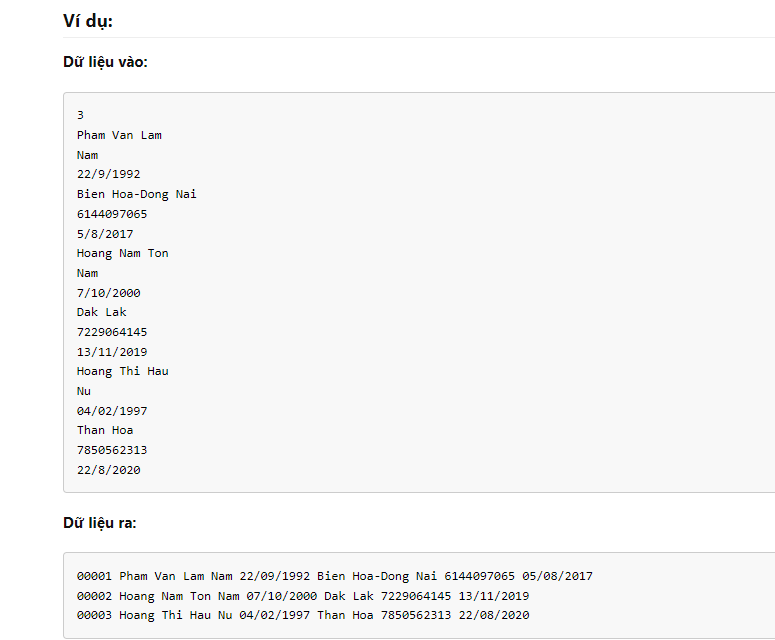 Ví dụ:
Dữ liệu vào:
3
Pham Van Lam
Nam
22/9/1992
Bien Hoa-Dong Nai
6144097065
5/8/2017
Hoang Nam Ton
Nam
7/10/2000
Dak Lak
7229064145
13/11/2019
Hoang Thi Hau
Nu
04/02/1997
Than Hoa
7850562313
22/8/2020
Dữ liệu ra:
00001 Pham Van Lam Nam 22/09/1992 Bien Hoa-Dong Nai 6144097065 05/08/2017
00002 Hoang Nam Ton Nam 07/10/2000 Dak Lak 7229064145 13/11/2019
00003 Hoang Thi Hau Nu 04/02/1997 Than Hoa 7850562313 22/08/2020